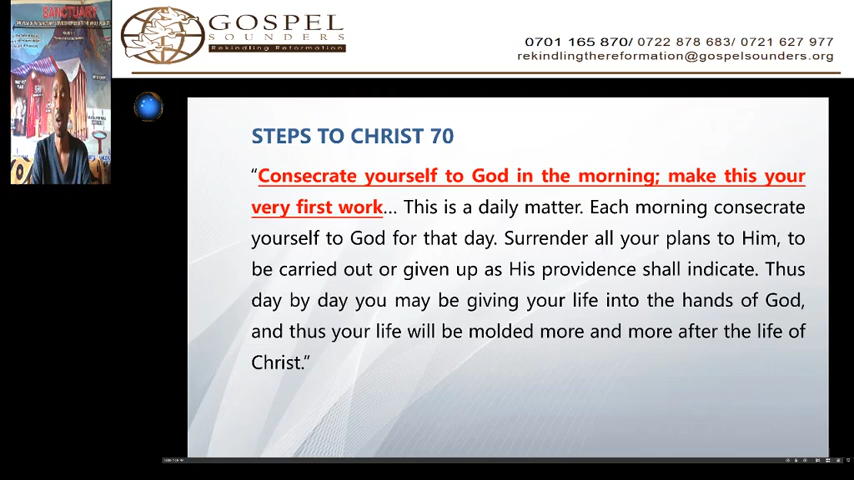 SANCTUARY
GOSPEL
SOUNDERS
Rekindling Reformation
0701 165 870/ 0722 878 683/ 0721 627 977
rekindlingthereformation@gospelsounders.org
STEPS TO CHRIST 70
“Consecrate yourself to God in the morning; make this your
very first work… This is a daily matter. Each morning consecrate
yourself to God for that day. Surrender all your plans to Him, to
be carried out or given up as His providence shall indicate. Thus
day by day you may be giving your life into the hands of God,
and thus your life will be molded more and more after the life of
Christ.”